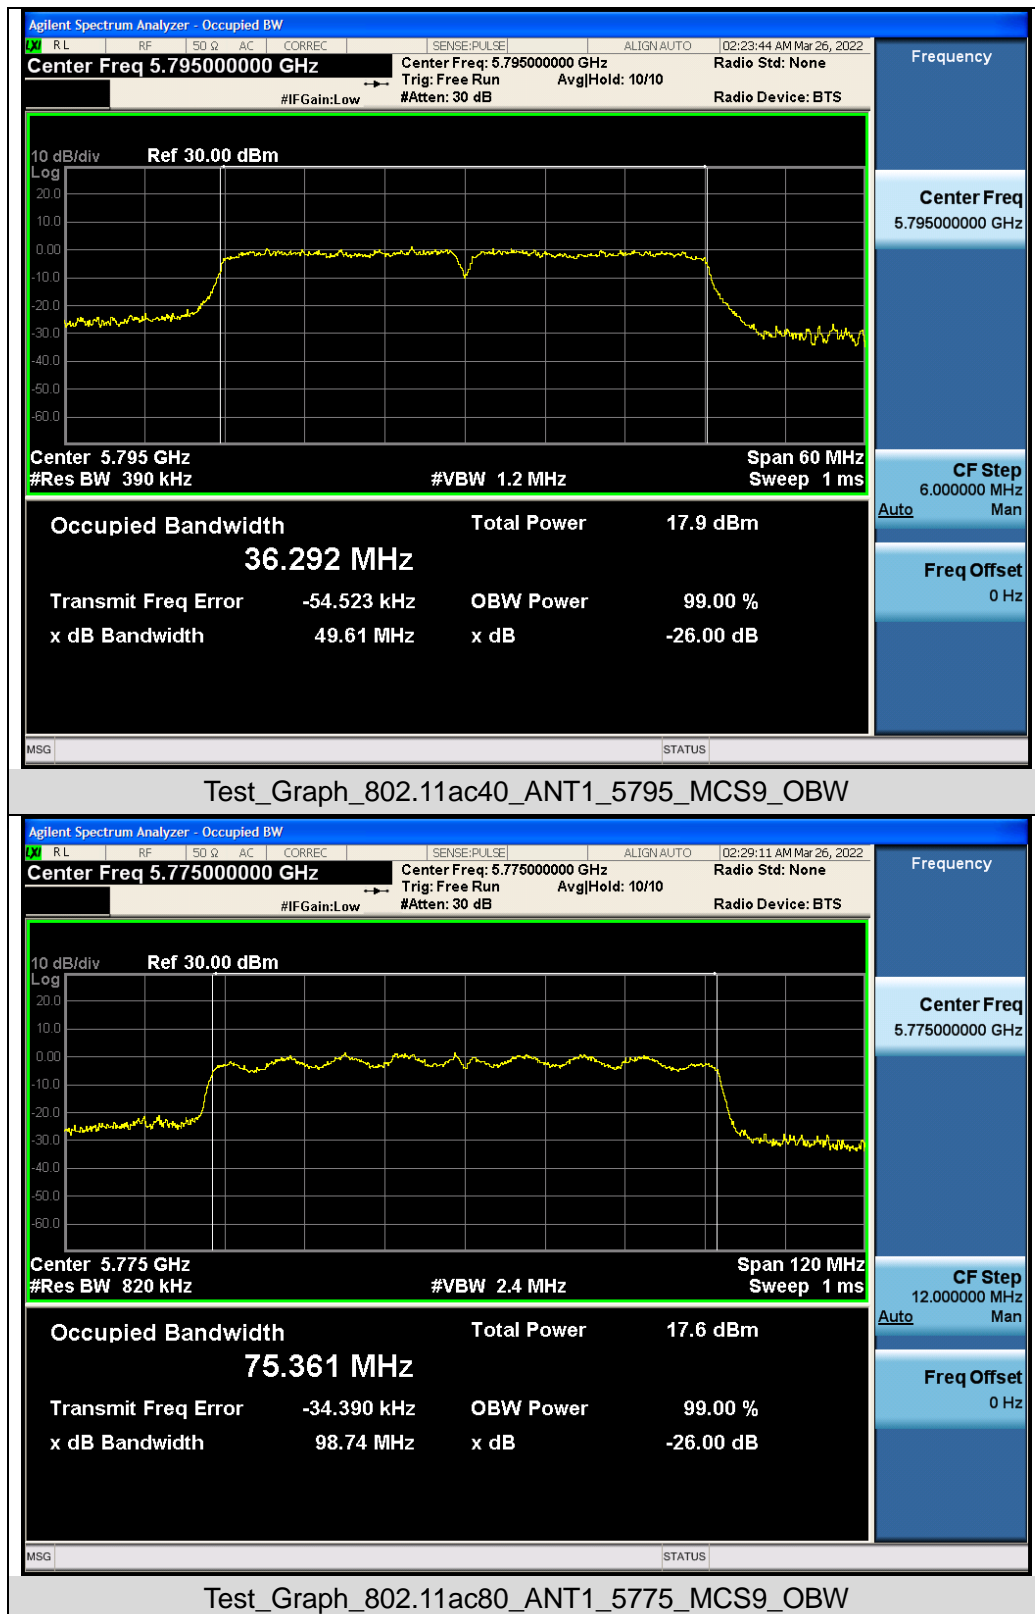 Agilent Spectrum Analyzer - Occupied BW
LXI RL RF 50 Ω AC CORREC SENSE:PULSE ALIGN AUTO 02:23:44 AM Mar 26, 2022
Center Freq 5.795000000 GHz
Center Freq: 5.795000000 GHz
Radio Std: None
Trig: Free Run Avg|Hold: 10/10
#IFGain:Low
#Atten: 30 dB
Radio Device: BTS
Frequency
10 dB/div Ref 30.00 dBm
Log
20.0
10.0
0.00
-10.0
-20.0
-30.0
-40.0
-50.0
-60.0
Center Freq
5.795000000 GHz
Center 5.795 GHz Span 60 MHz
#Res BW 390 kHz #VBW 1.2 MHz Sweep 1 ms
CF Step
6.000000 MHz
Auto Man
Occupied Bandwidth Total Power 17.9 dBm
36.292 MHz
Transmit Freq Error -54.523 kHz OBW Power 99.00 %
x dB Bandwidth 49.61 MHz x dB -26.00 dB
Freq Offset
0 Hz
MSG STATUS
Test_Graph_802.11ac40_ANT1_5795_MCS9_OBW
Agilent Spectrum Analyzer - Occupied BW
LXI RL RF 50 Ω AC CORREC SENSE:PULSE ALIGN AUTO 02:29:11 AM Mar 26, 2022
Center Freq 5.775000000 GHz
Center Freq: 5.775000000 GHz
Radio Std: None
Trig: Free Run Avg|Hold: 10/10
#IFGain:Low
#Atten: 30 dB
Radio Device: BTS
Frequency
10 dB/div Ref 30.00 dBm
Log
20.0
10.0
0.00
-10.0
-20.0
-30.0
-40.0
-50.0
-60.0
Center Freq
5.775000000 GHz
Center 5.775 GHz Span 120 MHz
#Res BW 820 kHz #VBW 2.4 MHz Sweep 1 ms
CF Step
12.000000 MHz
Auto Man
Occupied Bandwidth Total Power 17.6 dBm
75.361 MHz
Transmit Freq Error -34.390 kHz OBW Power 99.00 %
x dB Bandwidth 98.74 MHz x dB -26.00 dB
Freq Offset
0 Hz
MSG STATUS
Test_Graph_802.11ac80_ANT1_5775_MCS9_OBW